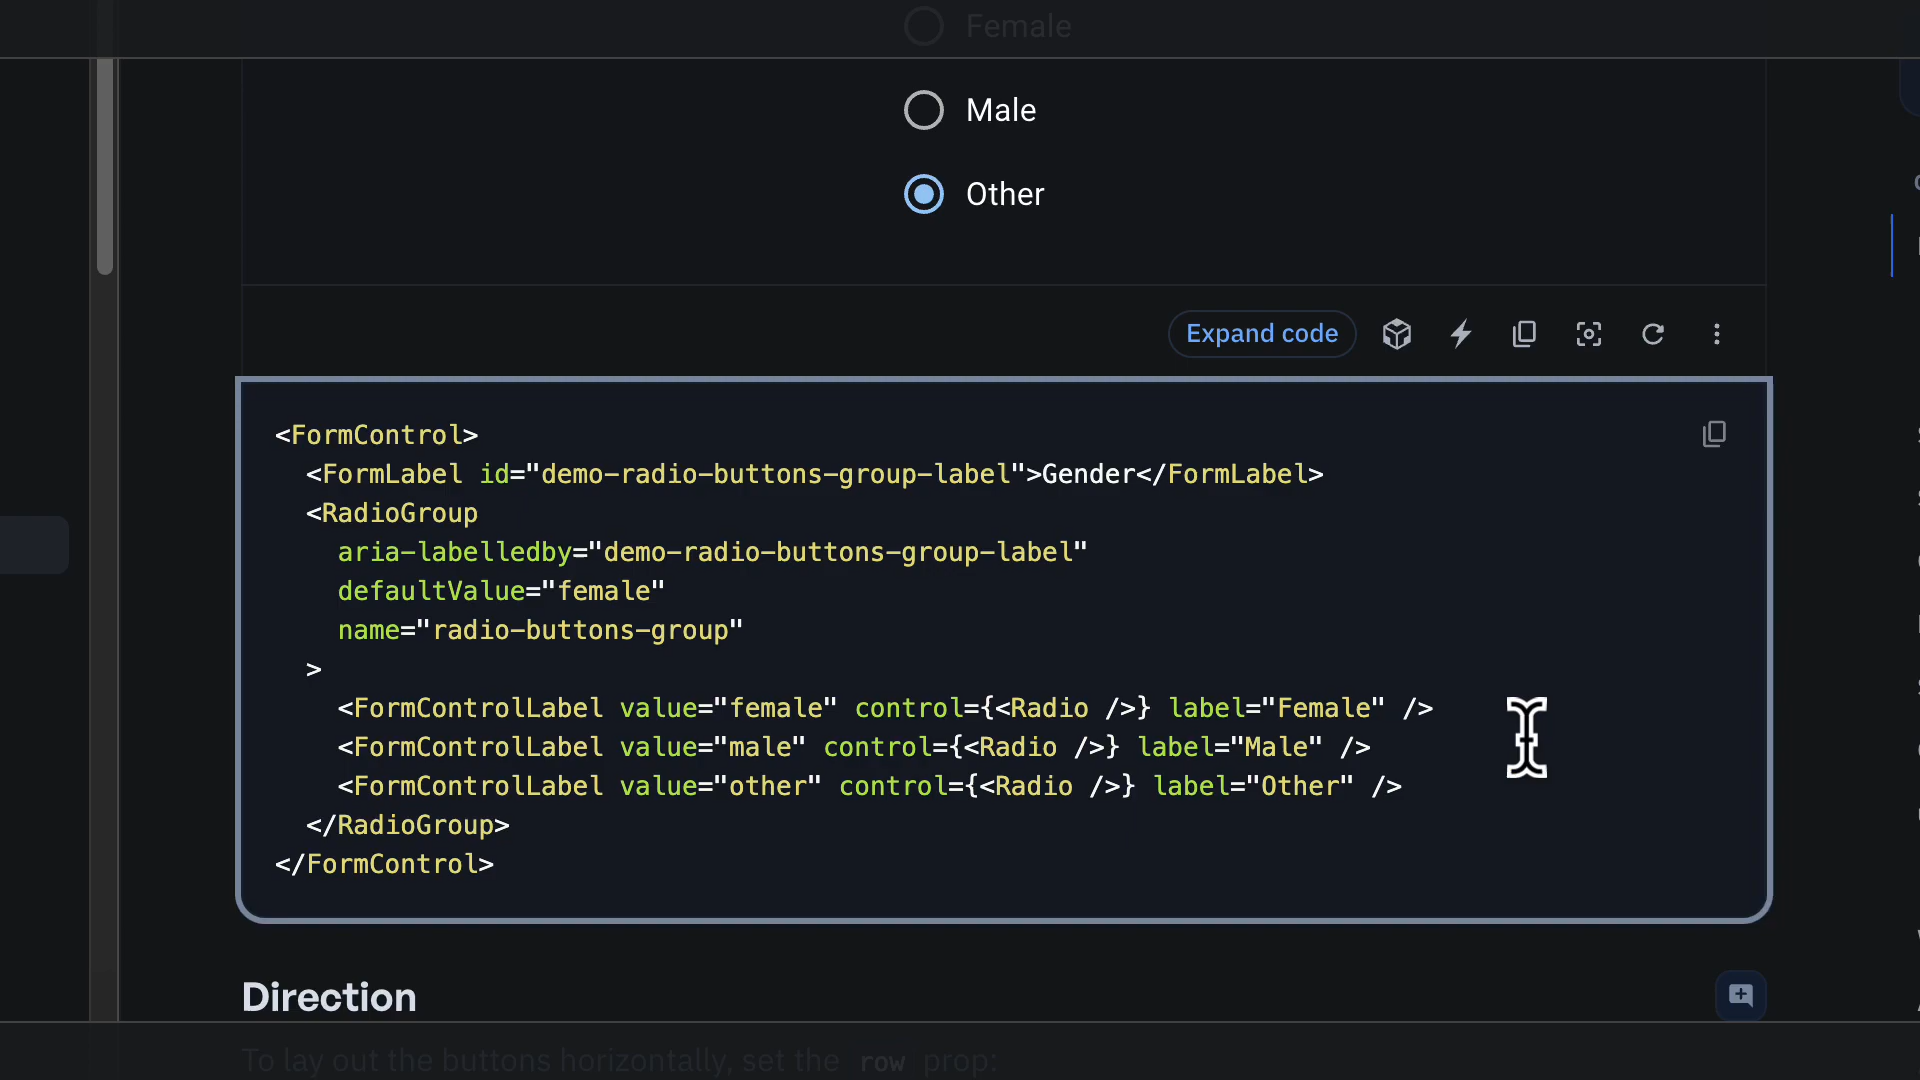 Female
Male
Other
Expand code
<FormControl>
  <FormLabel id="demo-radio-buttons-group-label">Gender</FormLabel>
  <RadioGroup
    aria-labelledby="demo-radio-buttons-group-label"
    defaultValue="female"
    name="radio-buttons-group"
  >
    <FormControlLabel value="female" control={<Radio />} label="Female" />
    <FormControlLabel value="male" control={<Radio />} label="Male" />
    <FormControlLabel value="other" control={<Radio />} label="Other" />
  </RadioGroup>
</FormControl>
Direction
To lay out the buttons horizontally, set the row prop: